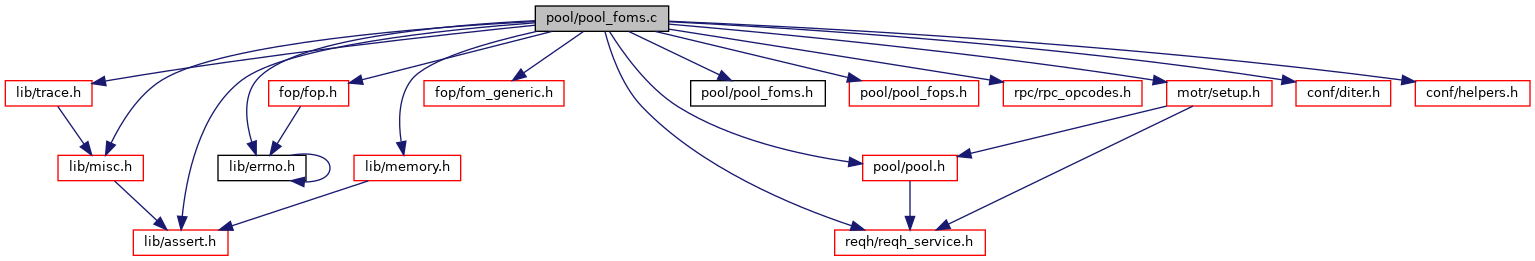 pool/pool_foms.c
lib/trace.h
fop/fop.h
fop/fom_generic.h
pool/pool_foms.h
pool/pool_fops.h
rpc/rpc_opcodes.h
motr/setup.h
conf/diter.h
conf/helpers.h
lib/misc.h
lib/errno.h
lib/memory.h
pool/pool.h
lib/assert.h
reqh/reqh_service.h